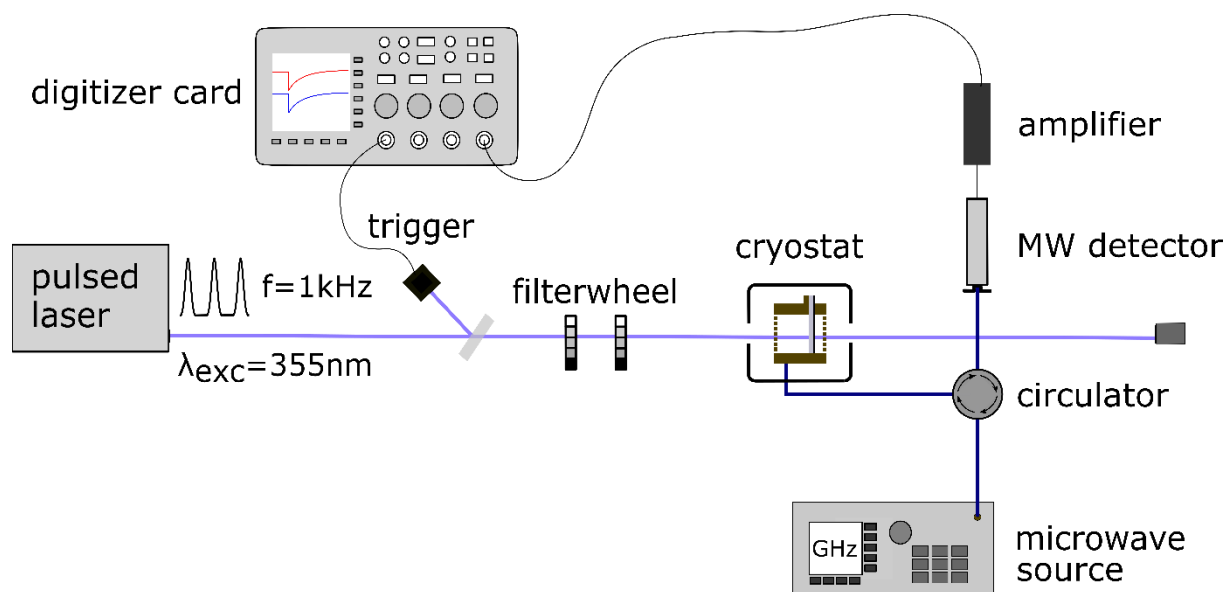 digitizer card
amplifier
trigger
MW detector
cryostat
pulsed
laser
f=1kHz
filterwheel
λexc=355nm
circulator
GHz
microwave
source